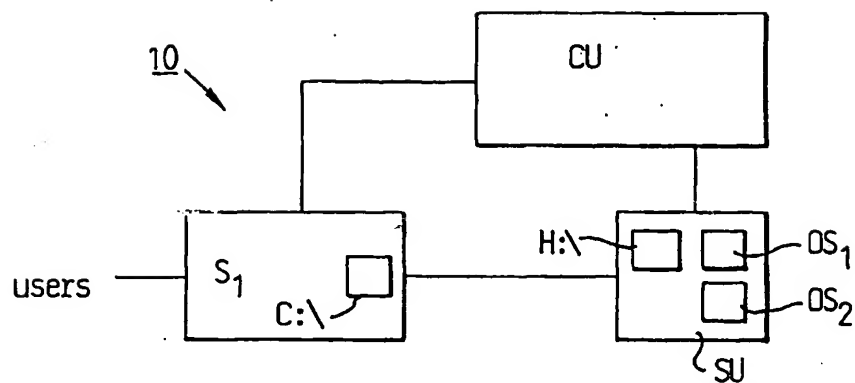 10
CU
H:\
OS₁
S₁
users
C:\
OS₂
SU